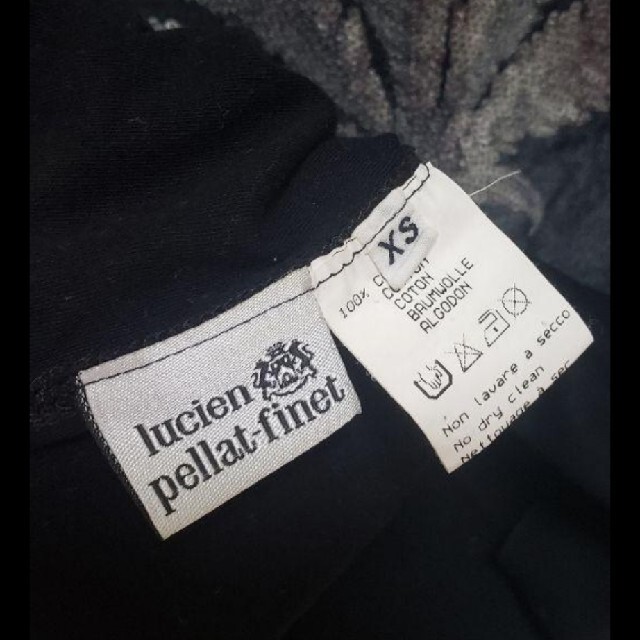 lucien
pellat-finet
XS
100%
COTON
BAUMWOLLE
ALGODON
Non lavare a secco
No dry clean